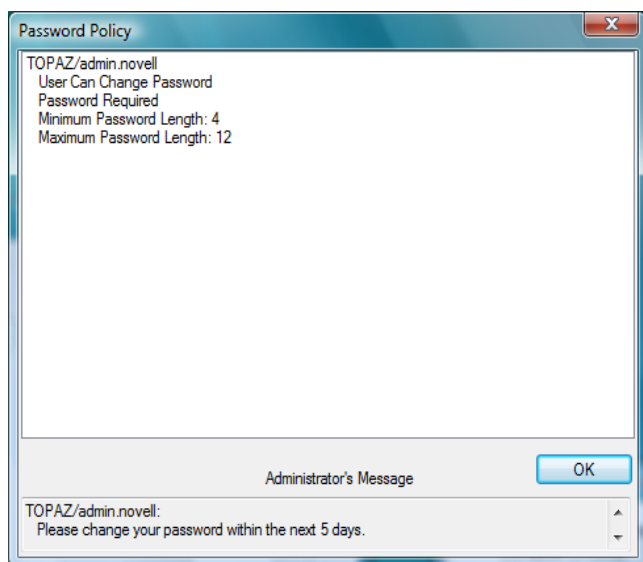 Password Policy
TOPAZ/admin.novell
User Can Change Password
Password Required
Minimum Password Length: 4
Maximum Password Length: 12
OK
Administrator's Message
TOPAZ/admin.novell:
Please change your password within the next 5 days.